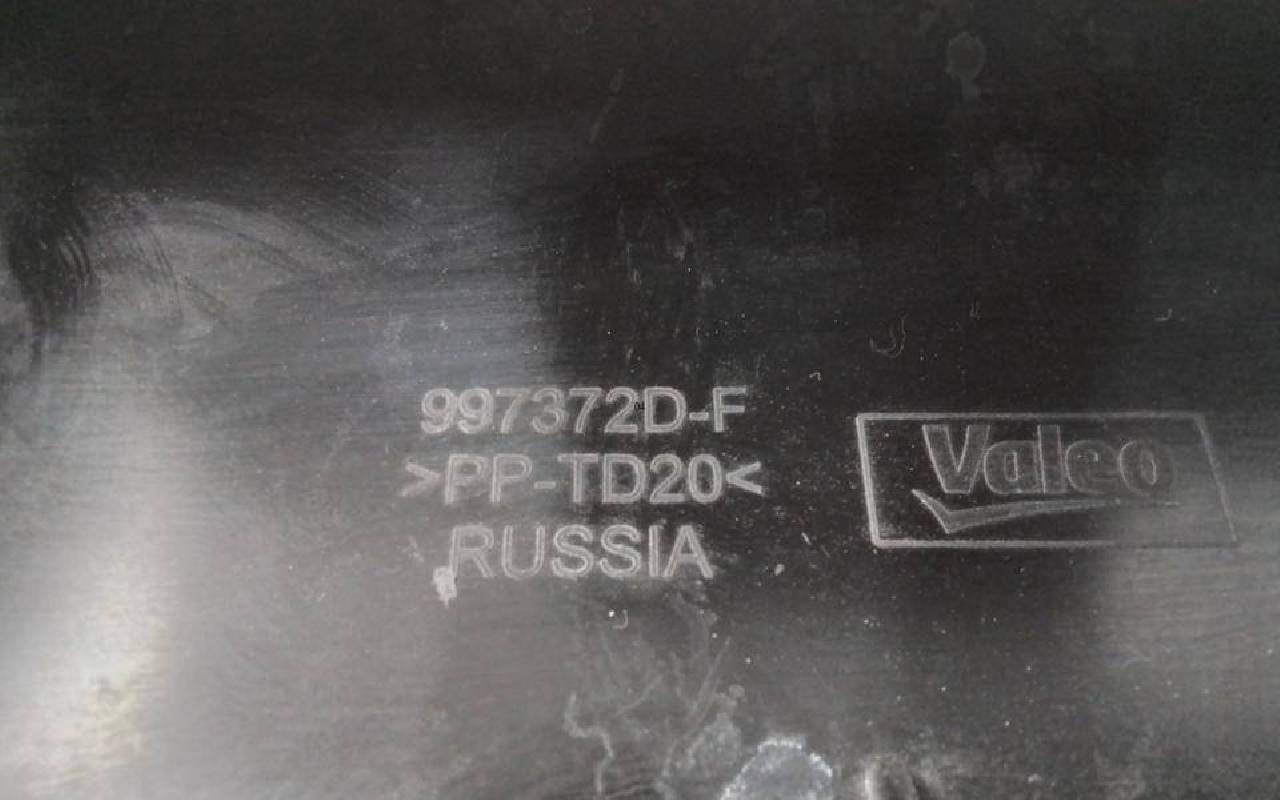 997372D-F
>PP-TD20<
RUSSIA
Valeo